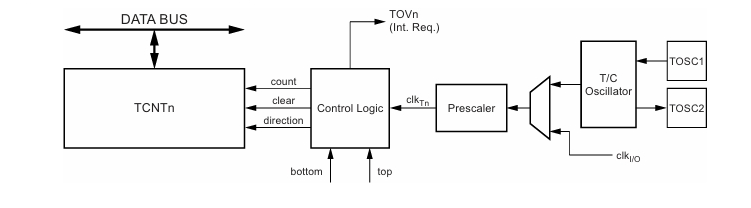 DATA BUS
TOVn
(Int. Req.)
TOSC1
T/C
Oscillator
count
clear
direction
TCNTn
Control Logic
clkTn
Prescaler
TOSC2
clkI/O
bottom
top